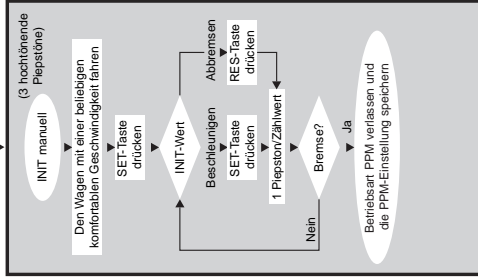 (3 hochtönende
Piepstöne)
INIT manuell
Den Wagen mit einer beliebigen
komfortablen Geschwindigkeit fahren
SET-Taste
drücken
INIT-Wert
Abbremsen
RES-Taste
drücken
Beschleunigen
SET-Taste
drücken
1 Piepston/Zählwert
Bremse?
Nein
Ja
Betriebsart PPM verlassen und
die PPM-Einstellung speichern